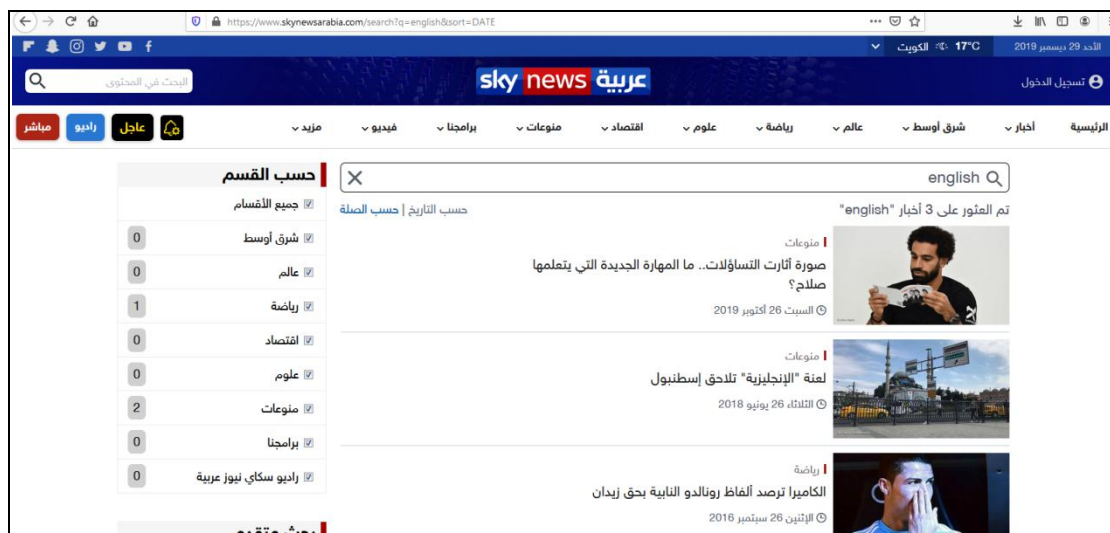 https://www.skynewsarabia.com/search?q=english&sort=DATE
الأحد 29 ديسمبر 2019
17°C الكويت
تسجيل الدخول
sky news عربية
البحث في المحتوى
الرئيسية أخبار شرق أوسط عالم رياضة علوم اقتصاد منوعات برامجنا فيديو مزيد
عاجل راديو مباشر
english
تم العثور على 3 أخبار "english"
حسب التاريخ | حسب الصلة
منوعات
صورة أثارت التساؤلات.. ما المهارة الجديدة التي يتعلمها
صلاح؟
السبت 26 أكتوبر 2019
منوعات
لعنة "الإنجليزية" تلاحق إسطنبول
الثلاثاء 26 يونيو 2018
رياضة
الكاميرا ترصد ألفاظ رونالدو النابية بحق زيدان
الإثنين 26 سبتمبر 2016
حسب القسم
جميع الأقسام
شرق أوسط 0
عالم 0
رياضة 1
اقتصاد 0
علوم 0
منوعات 2
برامجنا 0
راديو سكاي نيوز عربية 0